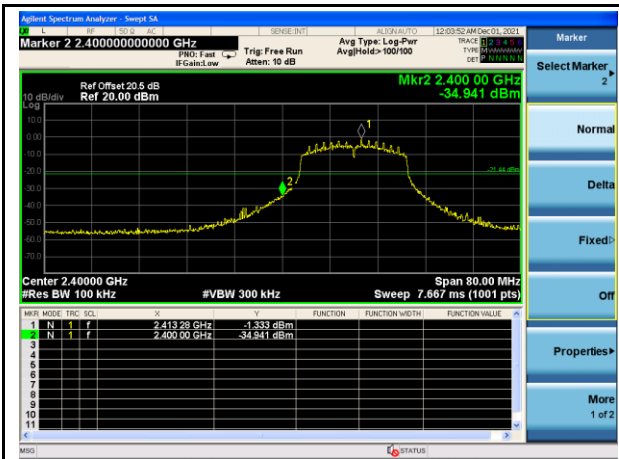 Agilent Spectrum Analyzer - Swept SA
L RF 50 Ω AC SENSE:INT ALIGN AUTO 12:03:52 AM Dec 01, 2021
Marker 2 2.400000000000 GHz
PNO: Fast
IFGain:Low
Trig: Free Run
Atten: 10 dB
Avg Type: Log-Pwr
Avg|Hold>100/100
TRACE 1 2 3 4 5 6
TYPE
DET P N N N N N
Ref Offset 20.5 dB
Ref 20.00 dBm
10 dB/div
Log
Mkr2 2.400 00 GHz
-34.941 dBm
10.0
0.00
-10.0
-20.0
-30.0
-40.0
-50.0
-60.0
-70.0
1
2
-21.44 dBm
Center 2.40000 GHz
Span 80.00 MHz
#Res BW 100 kHz
#VBW 300 kHz
Sweep 7.667 ms (1001 pts)
MKR MODE TRC SCL X Y FUNCTION FUNCTION WIDTH FUNCTION VALUE
1 N 1 f 2.413 28 GHz -1.333 dBm
2 N 1 f 2.400 00 GHz -34.941 dBm
3
4
5
6
7
8
9
10
11
MSG
STATUS
Marker
Select Marker
2
Normal
Delta
Fixed
Off
Properties
More
1 of 2